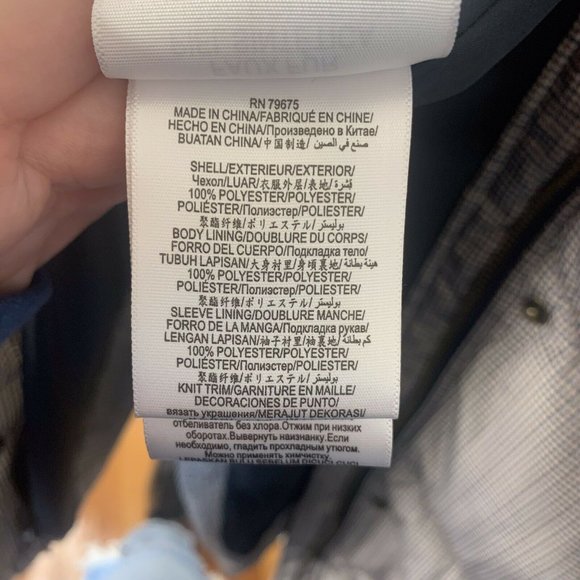 FAUX FUR
RN 79675
MADE IN CHINA/FABRIQUÉ EN CHINE/
HECHO EN CHINA/Произведено в Китае/
BUATAN CHINA/中国制造/ صنع في الصين
SHELL/EXTERIEUR/EXTERIOR/
Чехол/LUAR/衣服外层/表地/ قشرة/
100% POLYESTER/POLYESTER/
POLIÉSTER/Полиэстер/POLIESTER/
聚酯纤维/ポリエステル/ بوليستر
BODY LINING/DOUBLURE DU CORPS/
FORRO DEL CUERPO/Подкладка тело/
TUBUH LAPISAN/大身衬里/身頃裏地/ هيئة بطانة/
100% POLYESTER/POLYESTER/
POLIÉSTER/Полиэстер/POLIESTER/
聚酯纤维/ポリエステル/ بوليستر
SLEEVE LINING/DOUBLURE MANCHE/
FORRO DE LA MANGA/Подкладка рукав/
LENGAN LAPISAN/袖子衬里/袖裏地/ كم بطانة/
100% POLYESTER/POLYESTER/
POLIÉSTER/Полиэстер/POLIESTER/
聚酯纤维/ポリエステル/ بوليستر
KNIT TRIM/GARNITURE EN MAILLE/
DECORACIONES DE PUNTO/
вязать украшения/MERAJUT DEKORASI/
отбеливател без хлора.Отжим при низких
оборотах.Вывернуть наизнанку.Если
необходимо, гладить прохладным утюгом.
Можно применять химчистку.